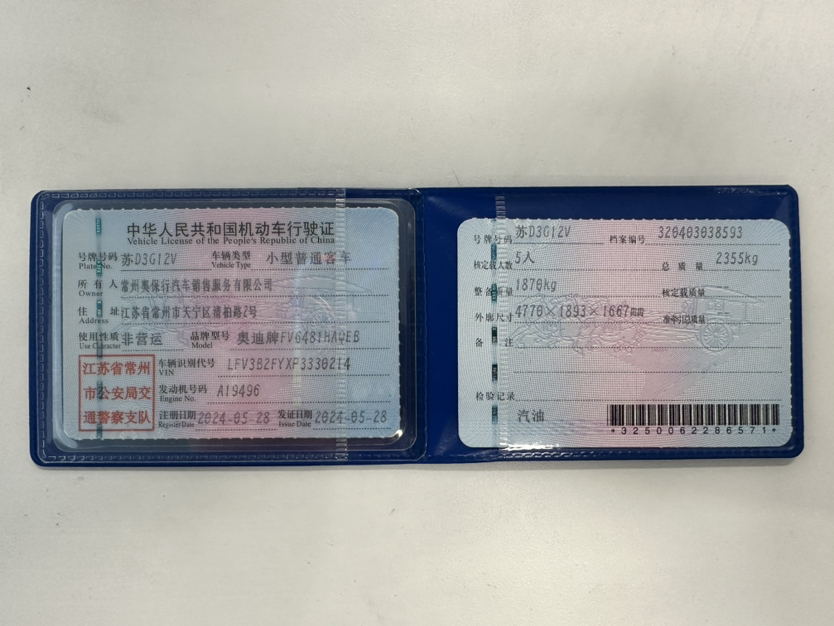 中华人民共和国机动车行驶证
Vehicle License of the People's Republic of China
号牌号码 苏D3G12V 车辆类型 小型普通客车
Plate No. Vehicle Type
所有人 常州奥保行汽车销售服务有限公司
Owner
住址 江苏省常州市天宁区清柏路2号
Address
使用性质 非营运 品牌型号 奥迪牌FV6481HAQEB
Use Character Model
江苏省常州
市公安局交
通警察支队
车辆识别代号 LFV3B2FYXP3330214
VIN
发动机号码 A19496
Engine No.
注册日期 2024-05-28 发证日期 2024-05-28
Register Date Issue Date
号牌号码 苏D3G12V 档案编号 320403038593
核定载人数 5人 总质量 2355kg
整备质量 1870kg 核定载质量
外廓尺寸 4770×1893×1667mm 准牵引总质量
备注
检验记录
汽油
*3250062286571*